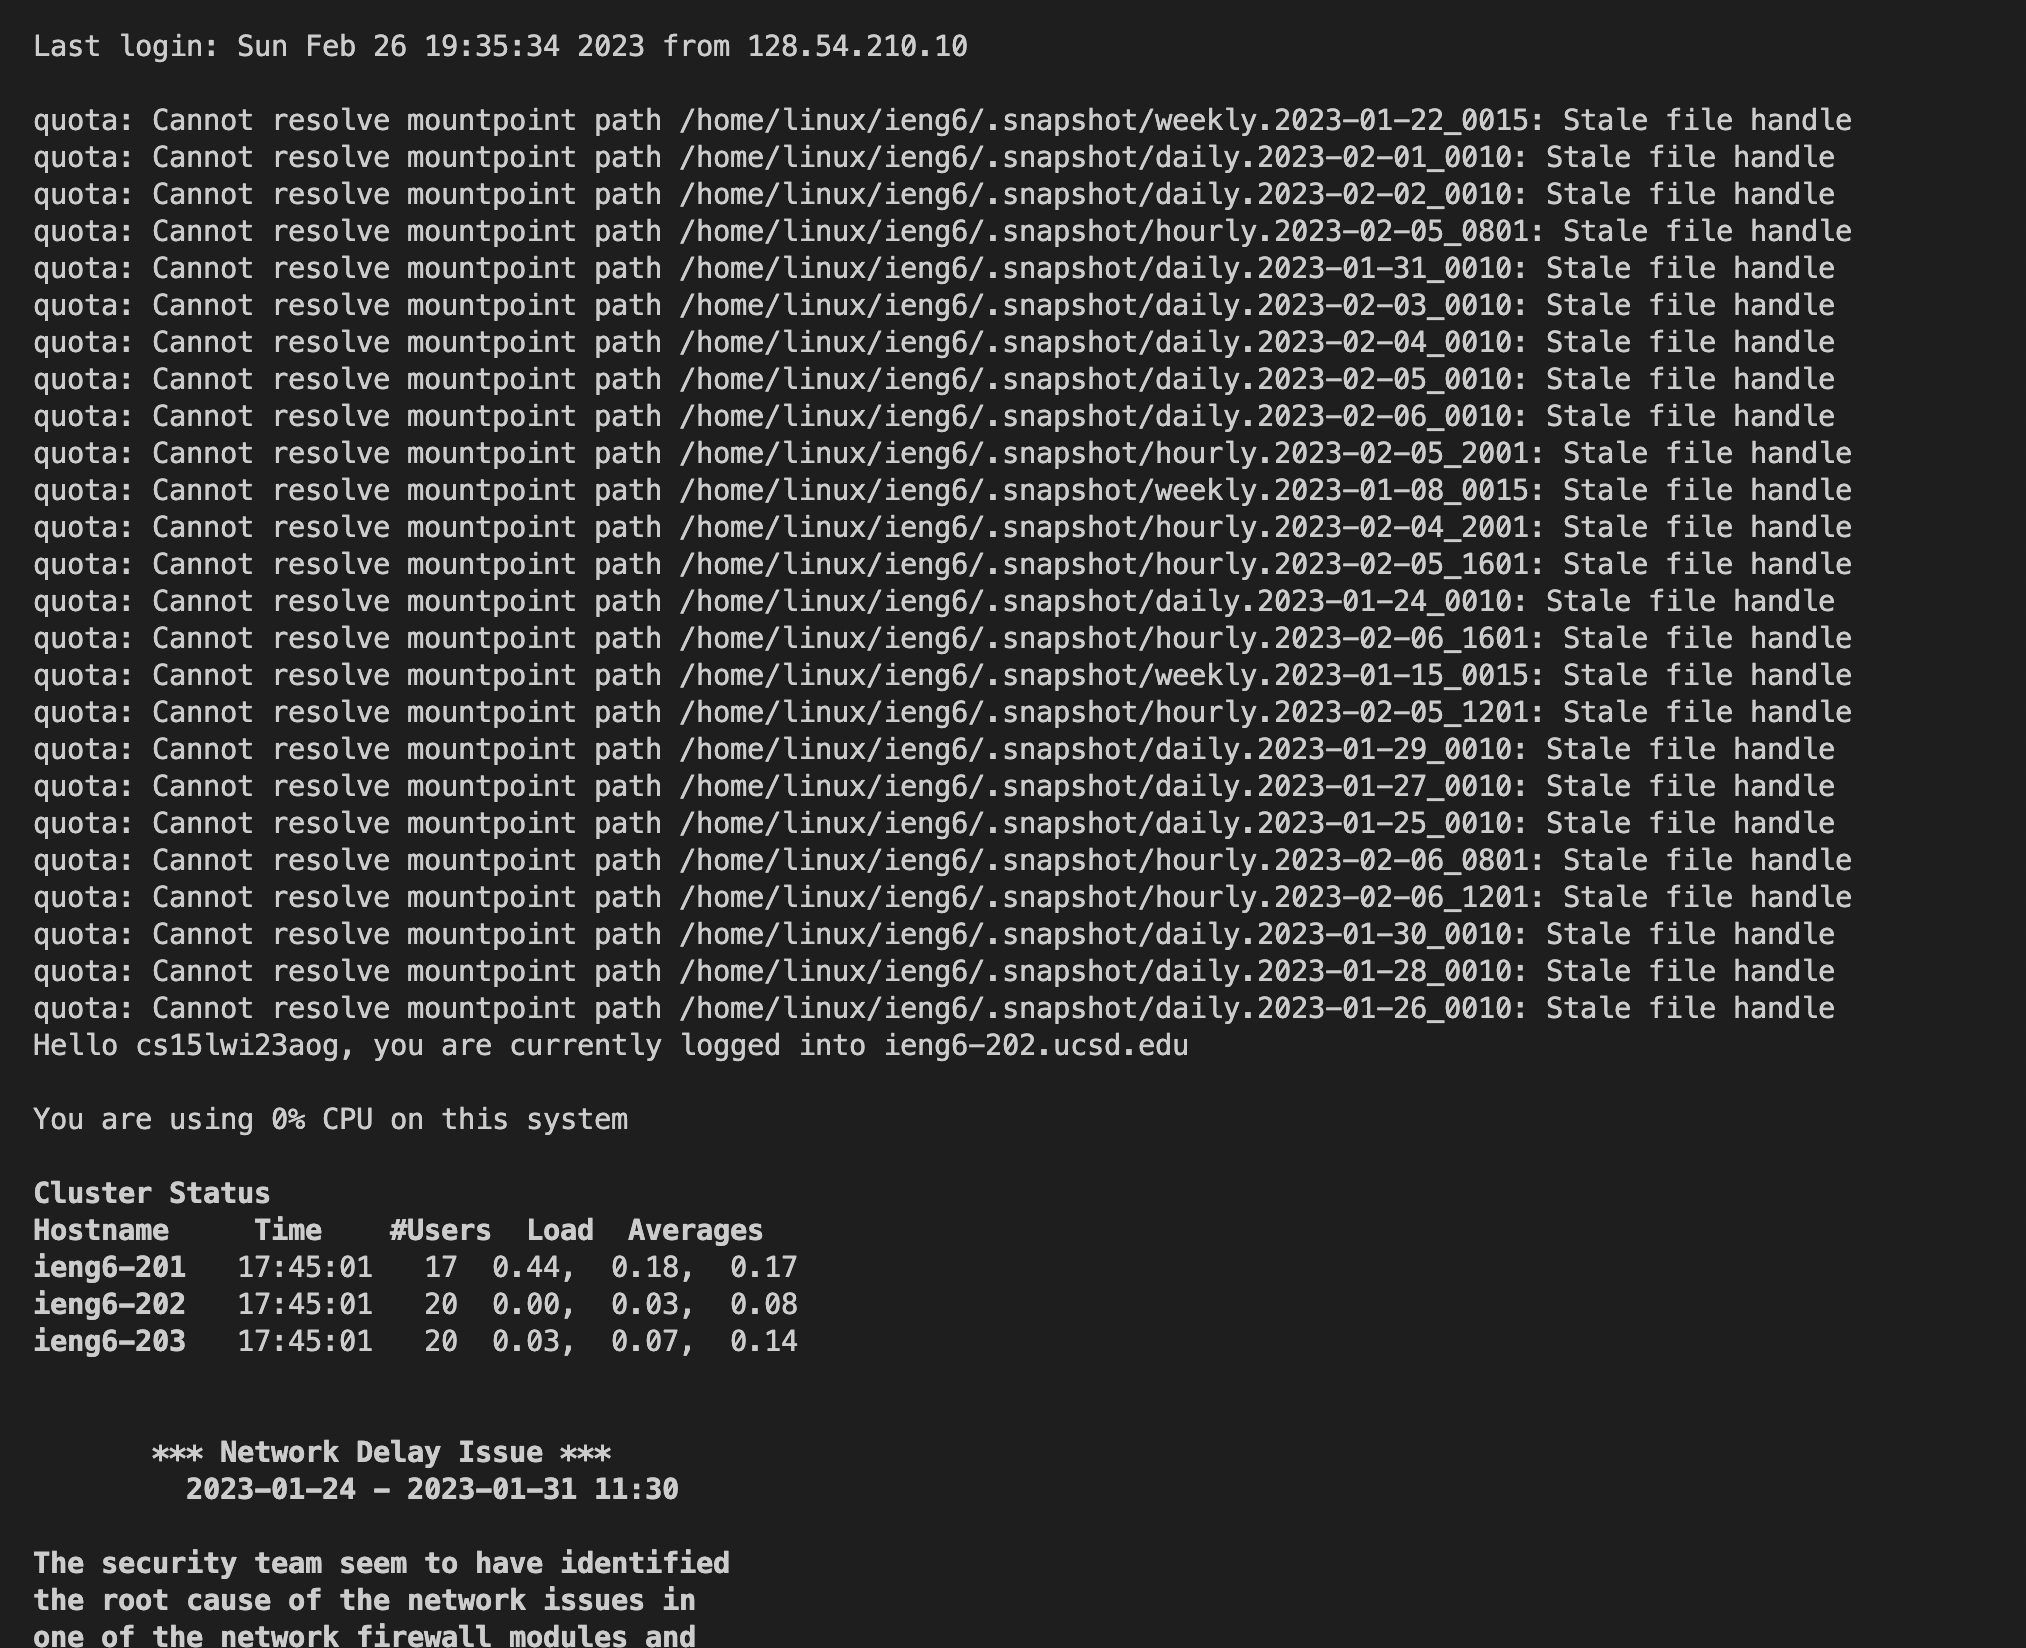 Last login: Sun Feb 26 19:35:34 2023 from 128.54.210.10
quota: Cannot resolve mountpoint path /home/linux/ieng6/.snapshot/weekly.2023-01-22_0015: Stale file handle
quota: Cannot resolve mountpoint path /home/linux/ieng6/.snapshot/daily.2023-02-01_0010: Stale file handle
quota: Cannot resolve mountpoint path /home/linux/ieng6/.snapshot/daily.2023-02-02_0010: Stale file handle
quota: Cannot resolve mountpoint path /home/linux/ieng6/.snapshot/hourly.2023-02-05_0801: Stale file handle
quota: Cannot resolve mountpoint path /home/linux/ieng6/.snapshot/daily.2023-01-31_0010: Stale file handle
quota: Cannot resolve mountpoint path /home/linux/ieng6/.snapshot/daily.2023-02-03_0010: Stale file handle
quota: Cannot resolve mountpoint path /home/linux/ieng6/.snapshot/daily.2023-02-04_0010: Stale file handle
quota: Cannot resolve mountpoint path /home/linux/ieng6/.snapshot/daily.2023-02-05_0010: Stale file handle
quota: Cannot resolve mountpoint path /home/linux/ieng6/.snapshot/daily.2023-02-06_0010: Stale file handle
quota: Cannot resolve mountpoint path /home/linux/ieng6/.snapshot/hourly.2023-02-05_2001: Stale file handle
quota: Cannot resolve mountpoint path /home/linux/ieng6/.snapshot/weekly.2023-01-08_0015: Stale file handle
quota: Cannot resolve mountpoint path /home/linux/ieng6/.snapshot/hourly.2023-02-04_2001: Stale file handle
quota: Cannot resolve mountpoint path /home/linux/ieng6/.snapshot/hourly.2023-02-05_1601: Stale file handle
quota: Cannot resolve mountpoint path /home/linux/ieng6/.snapshot/daily.2023-01-24_0010: Stale file handle
quota: Cannot resolve mountpoint path /home/linux/ieng6/.snapshot/hourly.2023-02-06_1601: Stale file handle
quota: Cannot resolve mountpoint path /home/linux/ieng6/.snapshot/weekly.2023-01-15_0015: Stale file handle
quota: Cannot resolve mountpoint path /home/linux/ieng6/.snapshot/hourly.2023-02-05_1201: Stale file handle
quota: Cannot resolve mountpoint path /home/linux/ieng6/.snapshot/daily.2023-01-29_0010: Stale file handle
quota: Cannot resolve mountpoint path /home/linux/ieng6/.snapshot/daily.2023-01-27_0010: Stale file handle
quota: Cannot resolve mountpoint path /home/linux/ieng6/.snapshot/daily.2023-01-25_0010: Stale file handle
quota: Cannot resolve mountpoint path /home/linux/ieng6/.snapshot/hourly.2023-02-06_0801: Stale file handle
quota: Cannot resolve mountpoint path /home/linux/ieng6/.snapshot/hourly.2023-02-06_1201: Stale file handle
quota: Cannot resolve mountpoint path /home/linux/ieng6/.snapshot/daily.2023-01-30_0010: Stale file handle
quota: Cannot resolve mountpoint path /home/linux/ieng6/.snapshot/daily.2023-01-28_0010: Stale file handle
quota: Cannot resolve mountpoint path /home/linux/ieng6/.snapshot/daily.2023-01-26_0010: Stale file handle
Hello cs15lwi23aog, you are currently logged into ieng6-202.ucsd.edu
You are using 0% CPU on this system
Cluster Status
Hostname     Time    #Users  Load  Averages
ieng6-201   17:45:01   17  0.44,  0.18,  0.17
ieng6-202   17:45:01   20  0.00,  0.03,  0.08
ieng6-203   17:45:01   20  0.03,  0.07,  0.14
*** Network Delay Issue ***
2023-01-24 - 2023-01-31 11:30
The security team seem to have identified
the root cause of the network issues in
one of the network firewall modules and